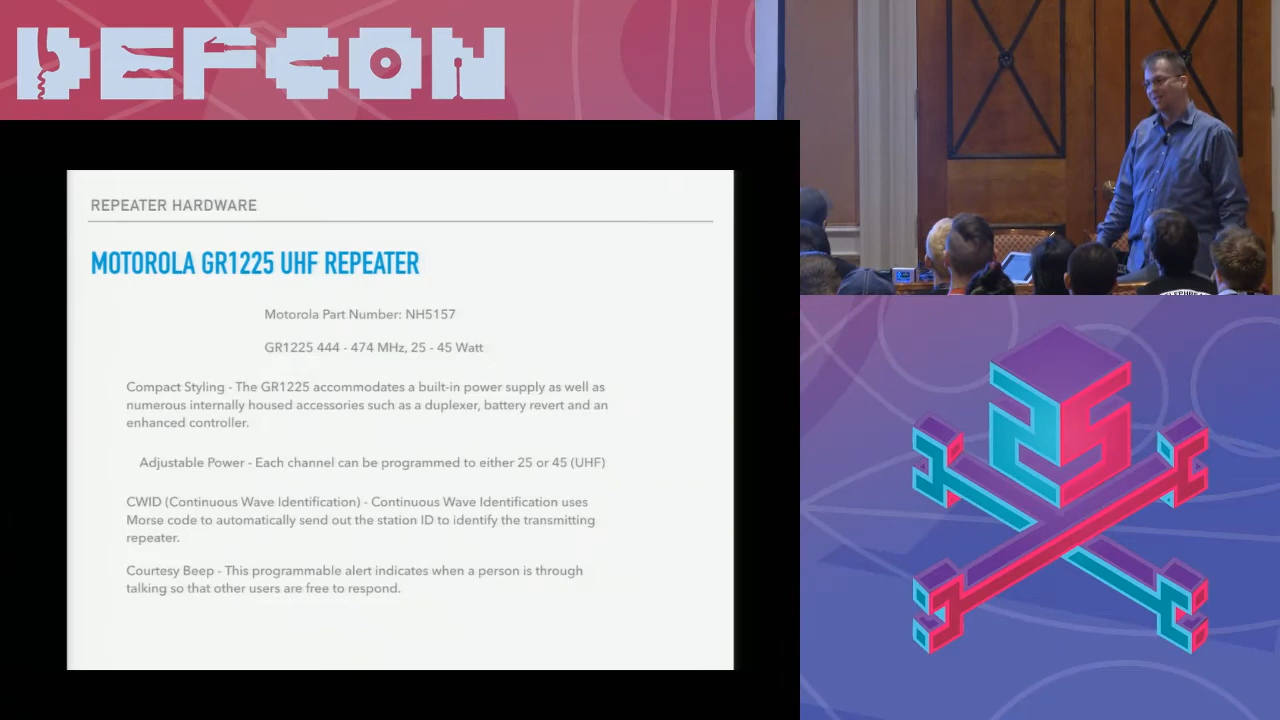 DEFCON
REPEATER HARDWARE
MOTOROLA GR1225 UHF REPEATER
Motorola Part Number: NH5157
GR1225 444 - 474 MHz, 25 - 45 Watt
Compact Styling - The GR1225 accommodates a built-in power supply as well as
numerous internally housed accessories such as a duplexer, battery revert and an
enhanced controller.
Adjustable Power - Each channel can be programmed to either 25 or 45 (UHF)
CWID (Continuous Wave Identification) - Continuous Wave Identification uses
Morse code to automatically send out the station ID to identify the transmitting
repeater.
Courtesy Beep - This programmable alert indicates when a person is through
talking so that other users are free to respond.
25